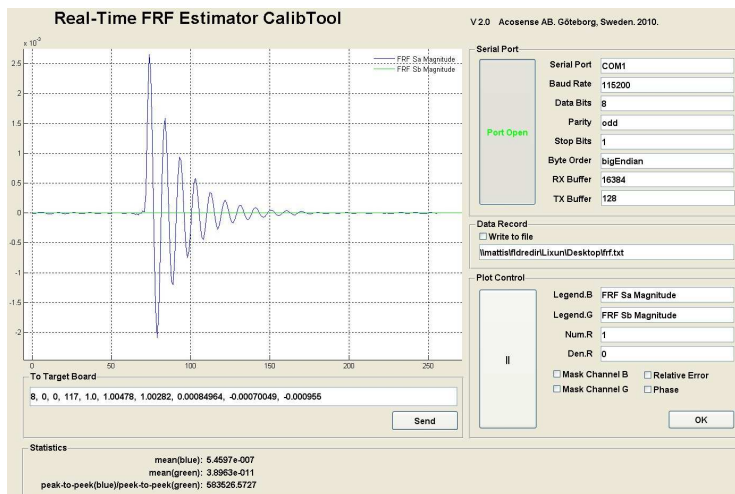 Real-Time FRF Estimator CalibTool
V 2.0 Acosense AB. Göteborg, Sweden. 2010.
x 10^-3
2.5
2
1.5
1
0.5
0
-0.5
-1
-1.5
-2
0 50 100 150 200 250
FRF Sa Magnitude
FRF Sb Magnitude
To Target Board
8, 0, 0, 117, 1.0, 1.00478, 1.00282, 0.00084964, -0.00070049, -0.000955
Send
Serial Port
Port Open
Serial Port COM1
Baud Rate 115200
Data Bits 8
Parity odd
Stop Bits 1
Byte Order bigEndian
RX Buffer 16384
TX Buffer 128
Data Record
Write to file
\\mattis\fldredir\Lixun\Desktop\frf.txt
Plot Control
||
Legend.B FRF Sa Magnitude
Legend.G FRF Sb Magnitude
Num.R 1
Den.R 0
Mask Channel B Relative Error
Mask Channel G Phase
OK
Statistics
mean(blue): 5.4597e-007
mean(green): 3.8963e-011
peak-to-peek(blue)/peek-to-peek(green): 583526.5727